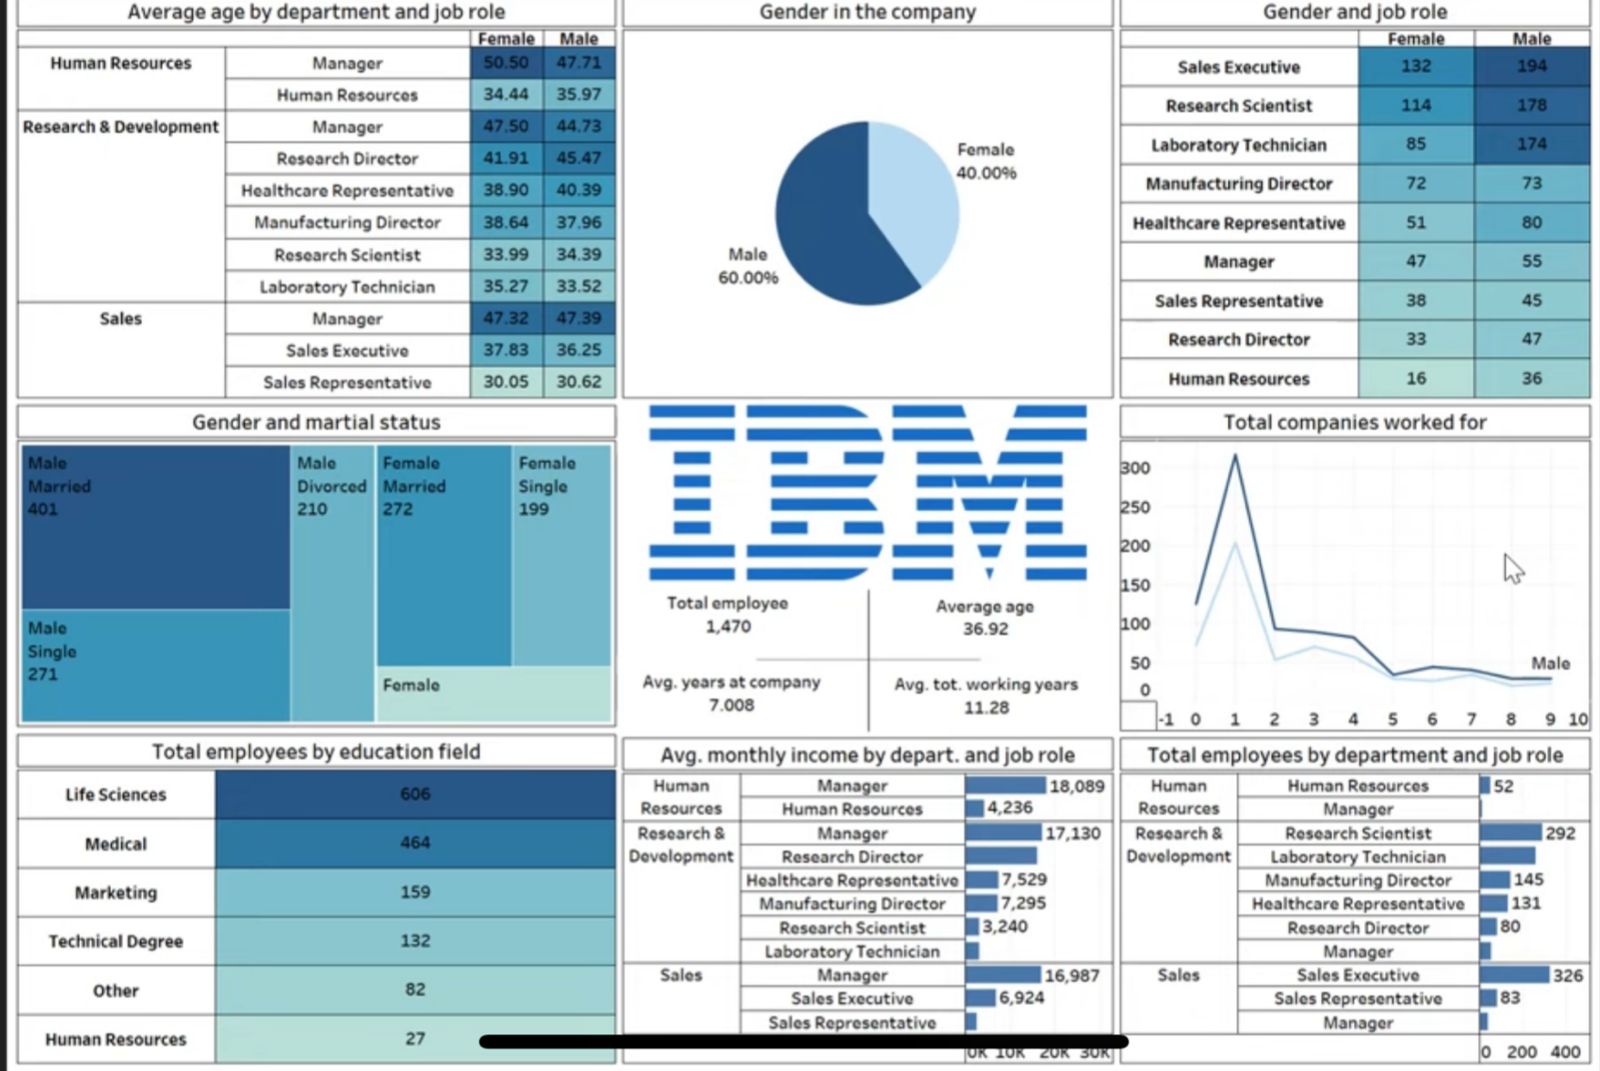 Average age by department and job role
Female Male
Human Resources Manager 50.50 47.71
Human Resources 34.44 35.97
Research & Development Manager 47.50 44.73
Research Director 41.91 45.47
Healthcare Representative 38.90 40.39
Manufacturing Director 38.64 37.96
Research Scientist 33.99 34.39
Laboratory Technician 35.27 33.52
Sales Manager 47.32 47.39
Sales Executive 37.83 36.25
Sales Representative 30.05 30.62
Gender in the company
Female
40.00%
Male
60.00%
Gender and job role
Female Male
Sales Executive 132 194
Research Scientist 114 178
Laboratory Technician 85 174
Manufacturing Director 72 73
Healthcare Representative 51 80
Manager 47 55
Sales Representative 38 45
Research Director 33 47
Human Resources 16 36
Gender and martial status
Male
Married
401
Male
Divorced
210
Female
Married
272
Female
Single
199
Male
Single
271
Female
IBM
Total employee
1,470
Average age
36.92
Avg. years at company
7.008
Avg. tot. working years
11.28
Total companies worked for
300
250
200
150
100
50
0
Male
-1 0 1 2 3 4 5 6 7 8 9 10
Total employees by education field
Life Sciences 606
Medical 464
Marketing 159
Technical Degree 132
Other 82
Human Resources 27
Avg. monthly income by depart. and job role
Human Manager 18,089
Resources Human Resources 4,236
Research & Manager 17,130
Development Research Director
Healthcare Representative 7,529
Manufacturing Director 7,295
Research Scientist 3,240
Laboratory Technician
Sales Manager 16,987
Sales Executive 6,924
Sales Representative
0K 10K 20K 30K
Total employees by department and job role
Human Human Resources 52
Resources Manager
Research & Research Scientist 292
Development Laboratory Technician
Manufacturing Director 145
Healthcare Representative 131
Research Director 80
Manager
Sales Sales Executive 326
Sales Representative 83
Manager
0 200 400